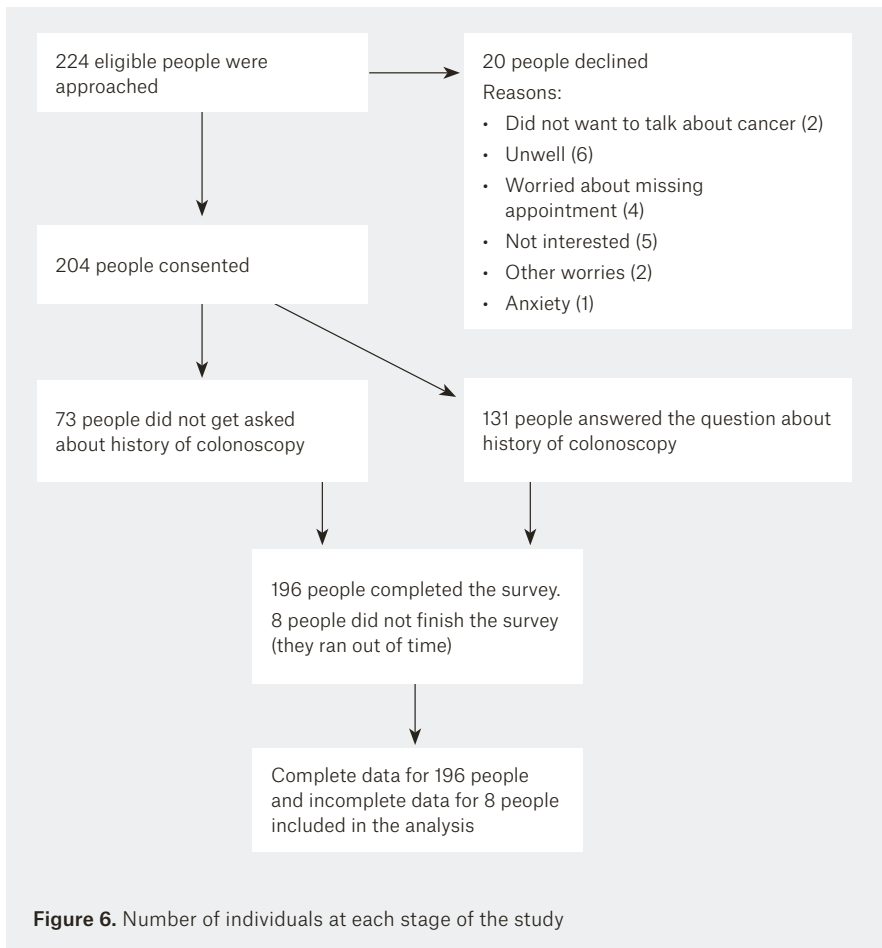 224 eligible people were
approached
20 people declined
Reasons:
• Did not want to talk about cancer (2)
• Unwell (6)
• Worried about missing
appointment (4)
• Not interested (5)
• Other worries (2)
• Anxiety (1)
204 people consented
73 people did not get asked
about history of colonoscopy
131 people answered the question about
history of colonoscopy
196 people completed the survey.
8 people did not finish the survey
(they ran out of time)
Complete data for 196 people
and incomplete data for 8 people
included in the analysis
Figure 6. Number of individuals at each stage of the study